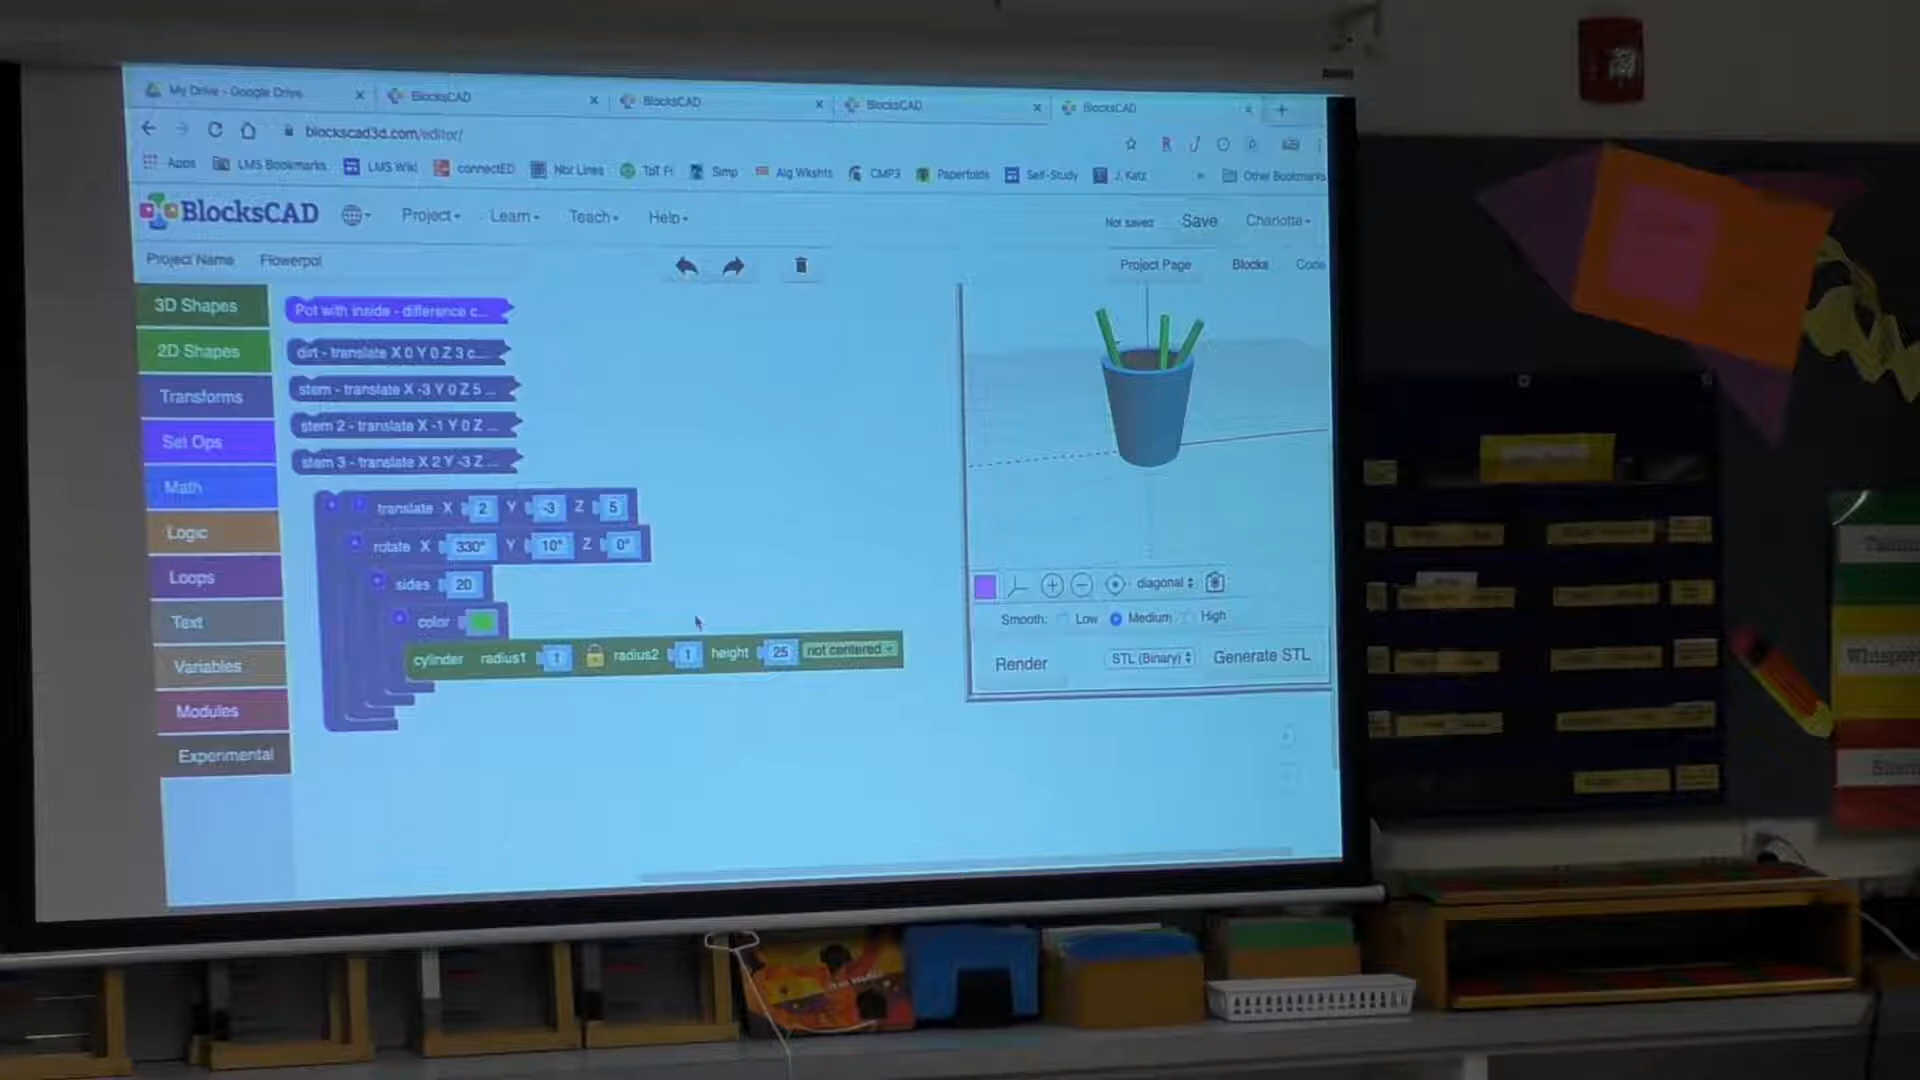 My Drive - Google Drive
BlocksCAD
BlocksCAD
BlocksCAD
BlocksCAD
blockscad3d.com/editor/
Apps LMS Bookmarks LMS Wiki connectED Nbr Lines ToT Fr Simp Alg Wkshts CMP3 Paperfolds Self-Study J. Katz » Other Bookmarks
BlocksCAD Project Learn Teach Help Not saved Save Charlotte
Project Name Flowerpot Project Page Blocks Code
3D Shapes
2D Shapes
Transforms
Set Ops
Math
Logic
Loops
Text
Variables
Modules
Experimental
Pot with inside - difference c...
dirt - translate X 0 Y 0 Z 3 c...
stem - translate X -3 Y 0 Z 5 ...
stem 2 - translate X -1 Y 0 Z ...
stem 3 - translate X 2 Y -3 Z ...
translate X 2 Y -3 Z 5
rotate X 330° Y 10° Z 0°
sides 20
color
cylinder radius1 1 radius2 1 height 25 not centered
diagonal
Smooth: Low Medium High
Render STL (Binary) Generate STL